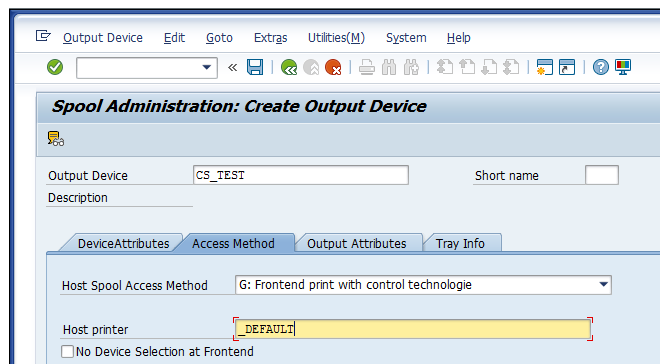 Output Device Edit Goto Extras Utilities(M) System Help
Spool Administration: Create Output Device
Output Device CS_TEST Short name
Description
DeviceAttributes Access Method Output Attributes Tray Info
Host Spool Access Method G: Frontend print with control technologie
Host printer _DEFAULT
No Device Selection at Frontend